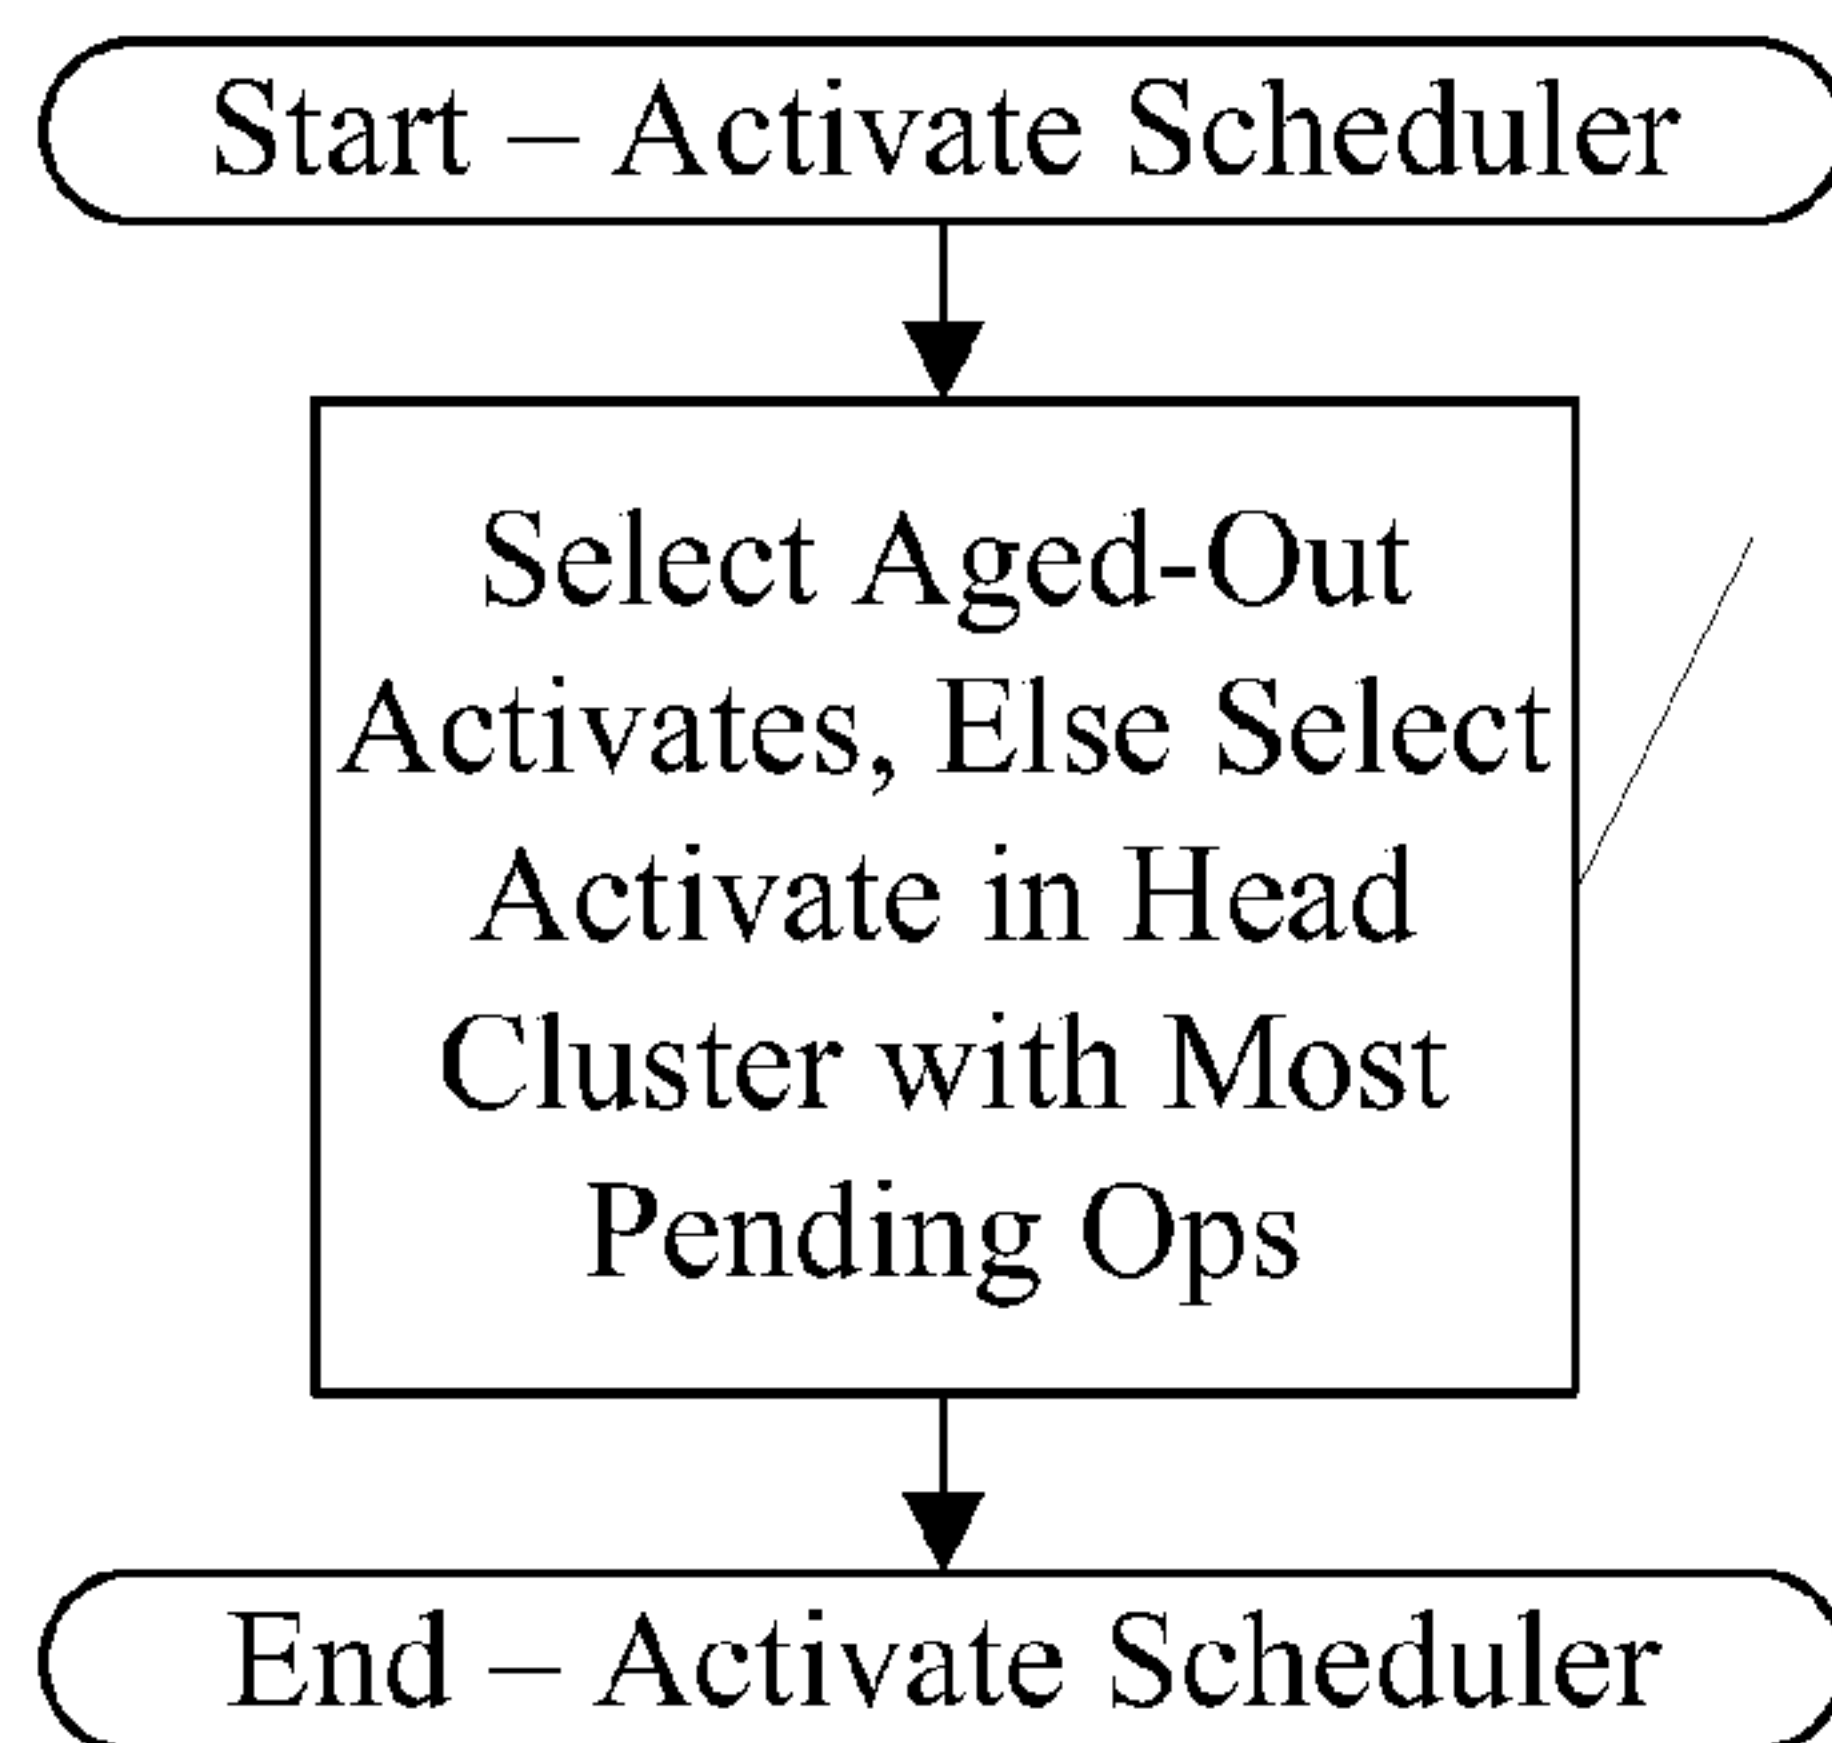 Start – Activate Scheduler
Select Aged-Out
Activates, Else Select
Activate in Head
Cluster with Most
Pending Ops
End – Activate Scheduler